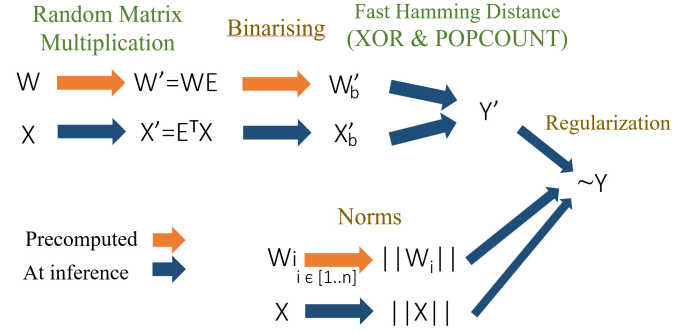 Random Matrix
Multiplication
Binarising
Fast Hamming Distance
(XOR & POPCOUNT)
W W'=WE W'b
X X'=EᵀX X'b
Y'
Regularization
~Y
Norms
Precomputed
At inference
Wi ||Wi||
i ϵ [1..n]
X ||X||